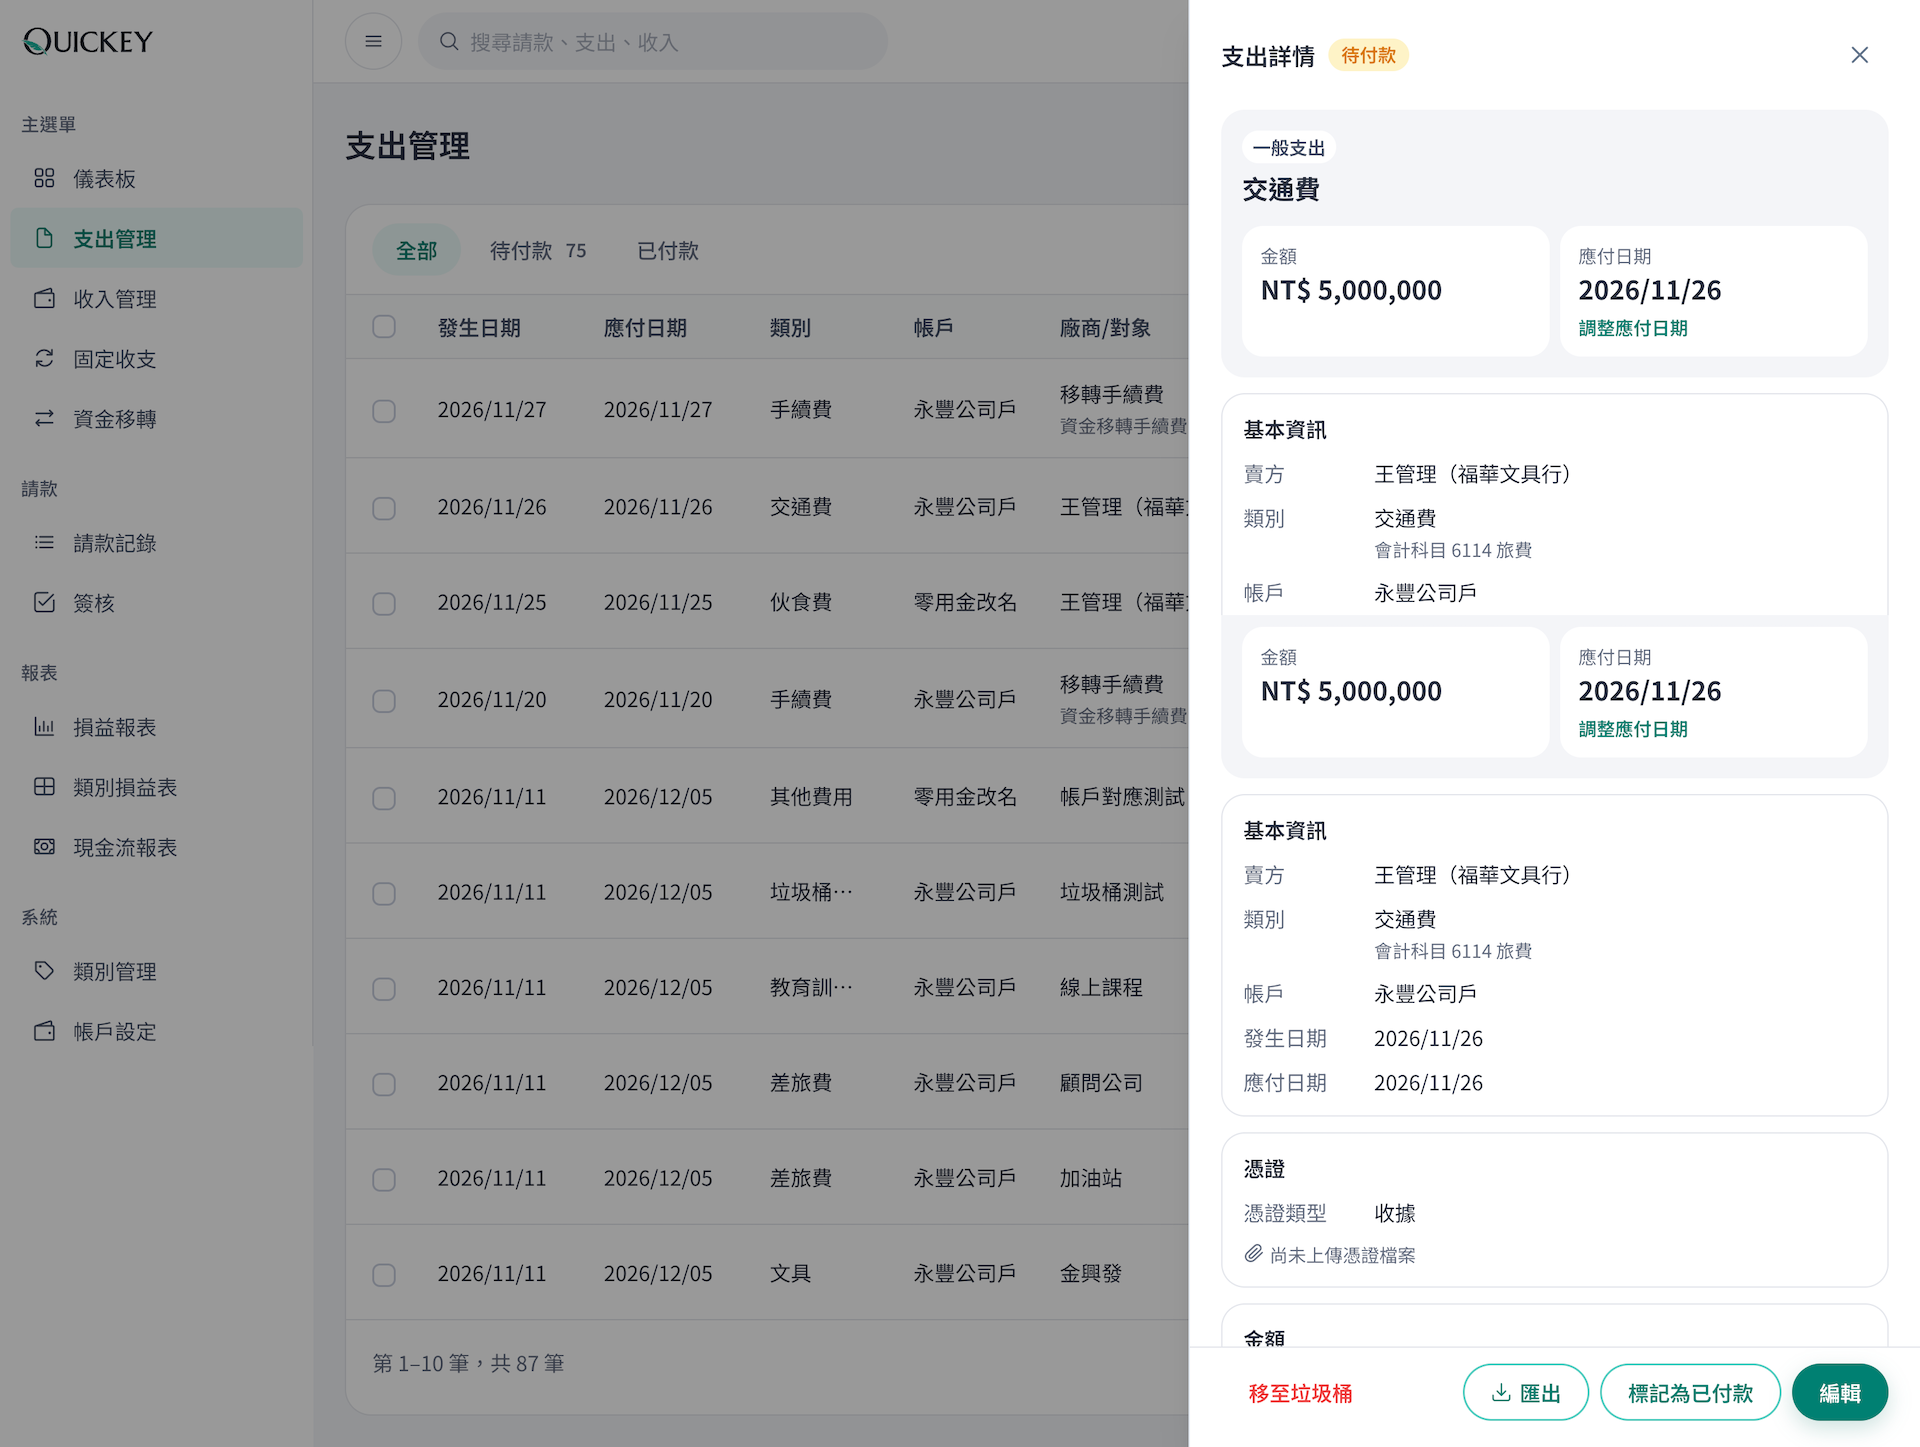 QUICKEY
主選單
儀表板
支出管理
收入管理
固定收支
資金移轉
請款
請款記錄
簽核
報表
損益報表
類別損益表
現金流報表
系統
類別管理
帳戶設定
搜尋請款、支出、收入
支出管理
全部 待付款 75 已付款
發生日期 應付日期 類別 帳戶 廠商/對象
2026/11/27 2026/11/27 手續費 永豐公司戶 移轉手續費
資金移轉手續費
2026/11/26 2026/11/26 交通費 永豐公司戶 王管理（福華
2026/11/25 2026/11/25 伙食費 零用金改名 王管理（福華
2026/11/20 2026/11/20 手續費 永豐公司戶 移轉手續費
資金移轉手續費
2026/11/11 2026/12/05 其他費用 零用金改名 帳戶對應測試
2026/11/11 2026/12/05 垃圾桶… 永豐公司戶 垃圾桶測試
2026/11/11 2026/12/05 教育訓… 永豐公司戶 線上課程
2026/11/11 2026/12/05 差旅費 永豐公司戶 顧問公司
2026/11/11 2026/12/05 差旅費 永豐公司戶 加油站
2026/11/11 2026/12/05 文具 永豐公司戶 金興發
第 1–10 筆，共 87 筆
支出詳情 待付款
一般支出
交通費
金額 應付日期
NT$ 5,000,000 2026/11/26
調整應付日期
基本資訊
賣方 王管理（福華文具行）
類別 交通費
會計科目 6114 旅費
帳戶 永豐公司戶
金額 應付日期
NT$ 5,000,000 2026/11/26
調整應付日期
基本資訊
賣方 王管理（福華文具行）
類別 交通費
會計科目 6114 旅費
帳戶 永豐公司戶
發生日期 2026/11/26
應付日期 2026/11/26
憑證
憑證類型 收據
尚未上傳憑證檔案
金額
移至垃圾桶 匯出 標記為已付款 編輯